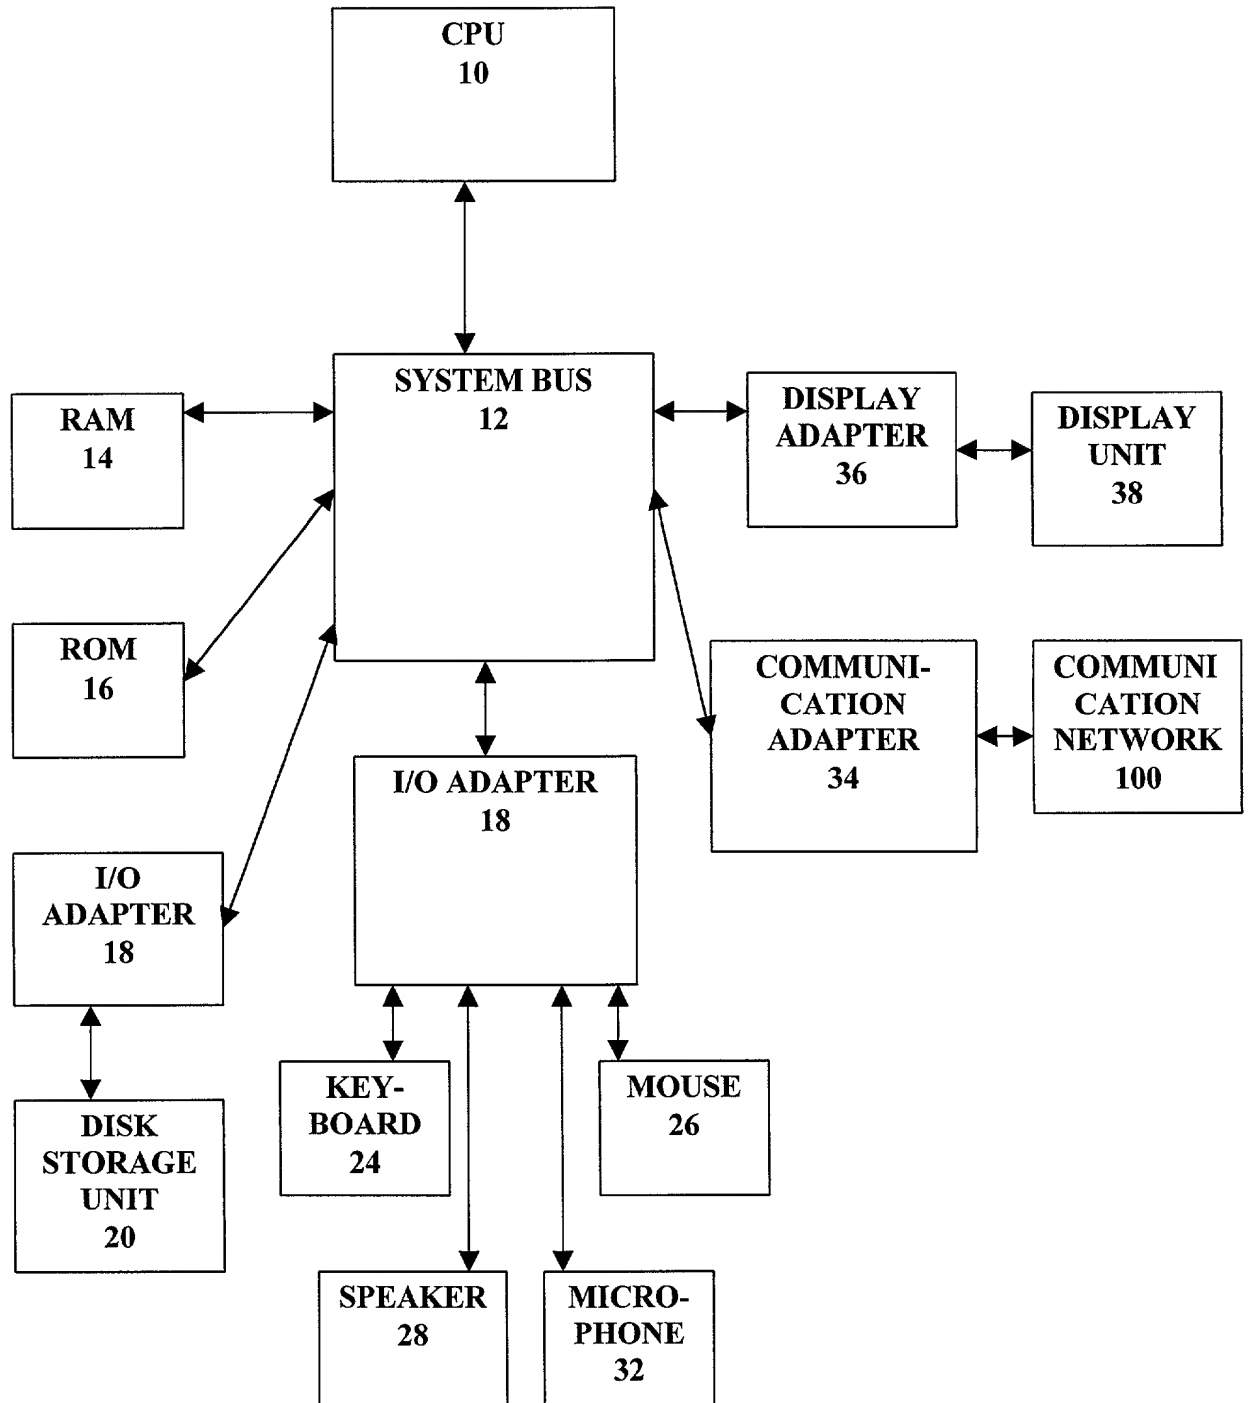 CPU
10
SYSTEM BUS
12
RAM
14
DISPLAY
ADAPTER
36
DISPLAY
UNIT
38
ROM
16
COMMUNI-
CATION
ADAPTER
34
COMMUNI
CATION
NETWORK
100
I/O ADAPTER
18
I/O
ADAPTER
18
KEY-
BOARD
24
MOUSE
26
DISK
STORAGE
UNIT
20
SPEAKER
28
MICRO-
PHONE
32